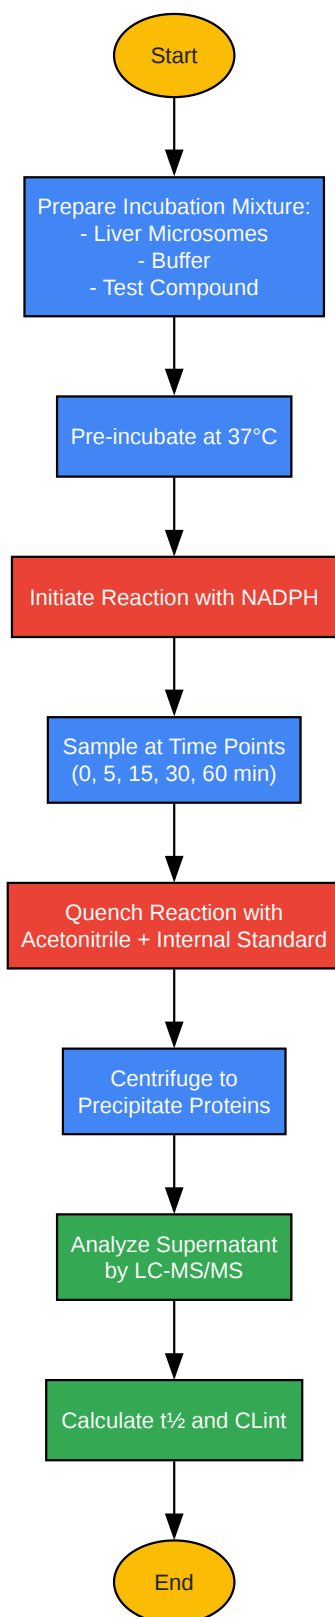 Start
Prepare Incubation Mixture:
- Liver Microsomes
- Buffer
- Test Compound
Pre-incubate at 37°C
Initiate Reaction with NADPH
Sample at Time Points
(0, 5, 15, 30, 60 min)
Quench Reaction with
Acetonitrile + Internal Standard
Centrifuge to
Precipitate Proteins
Analyze Supernatant
by LC-MS/MS
Calculate t½ and CLint
End